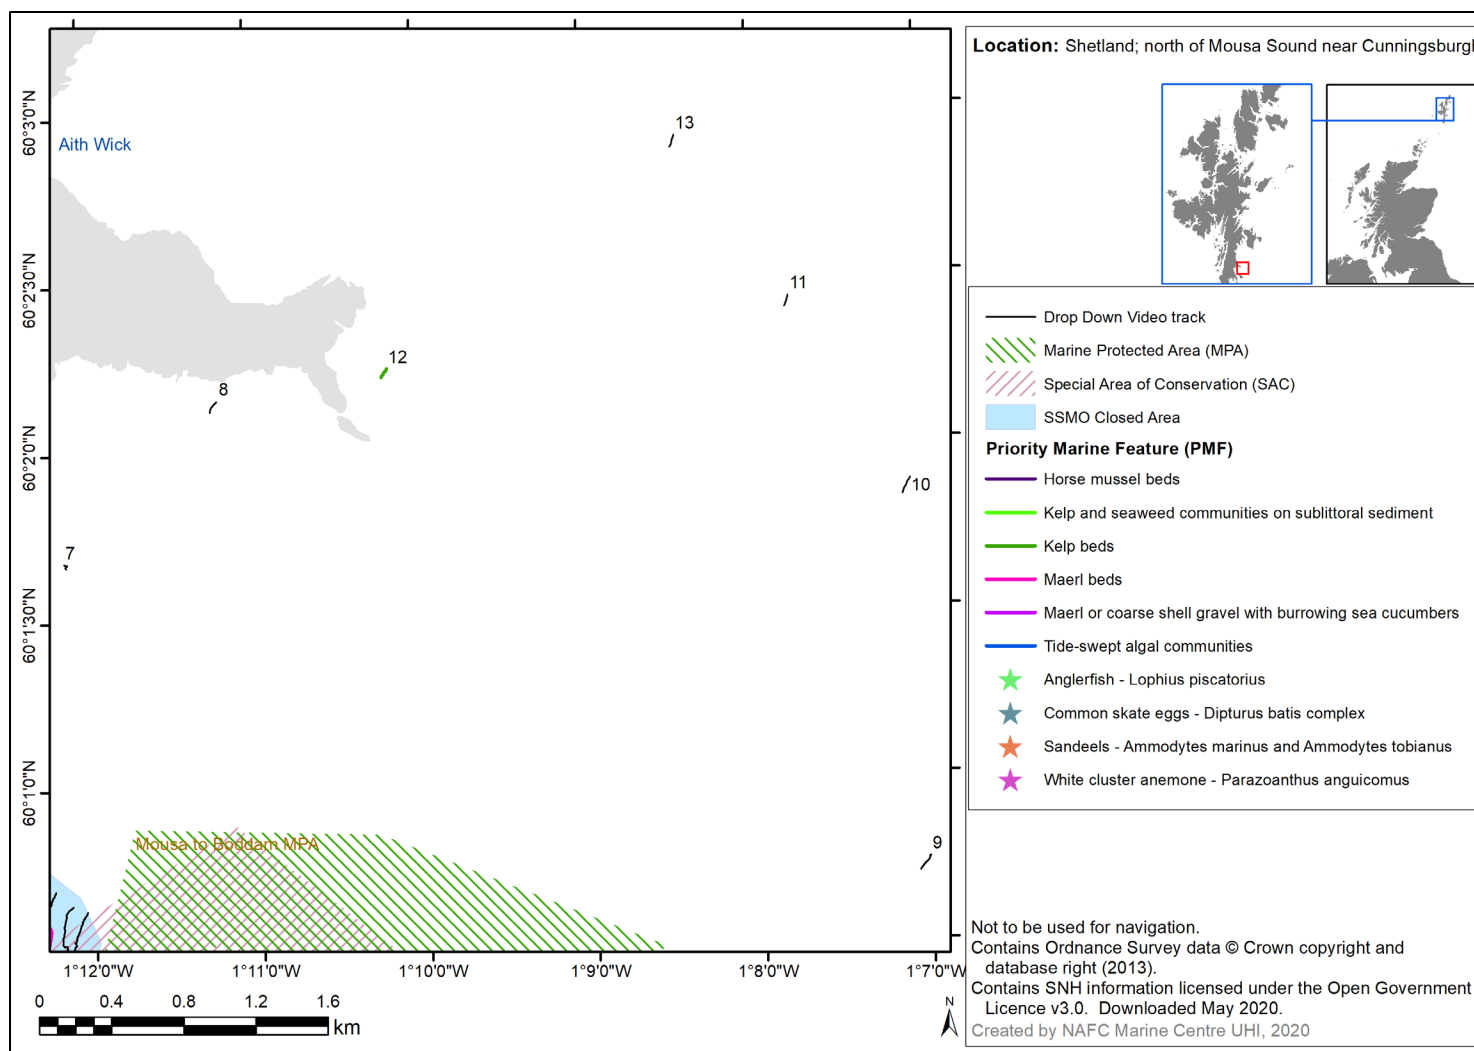 Location: Shetland; north of Mousa Sound near Cunningsburgh
60°3'0"N
60°2'30"N
60°2'0"N
60°1'30"N
60°1'0"N
Aith Wick
13
11
12
8
10
7
9
Mousa to Boddam MPA
1°12'0"W
1°11'0"W
1°10'0"W
1°9'0"W
1°8'0"W
1°7'0"W
0 0.4 0.8 1.2 1.6
km
N
Drop Down Video track
Marine Protected Area (MPA)
Special Area of Conservation (SAC)
SSMO Closed Area
Priority Marine Feature (PMF)
Horse mussel beds
Kelp and seaweed communities on sublittoral sediment
Kelp beds
Maerl beds
Maerl or coarse shell gravel with burrowing sea cucumbers
Tide-swept algal communities
Anglerfish - Lophius piscatorius
Common skate eggs - Dipturus batis complex
Sandeels - Ammodytes marinus and Ammodytes tobianus
White cluster anemone - Parazoanthus anguicomus
Not to be used for navigation.
Contains Ordnance Survey data © Crown copyright and
database right (2013).
Contains SNH information licensed under the Open Government
Licence v3.0. Downloaded May 2020.
Created by NAFC Marine Centre UHI, 2020